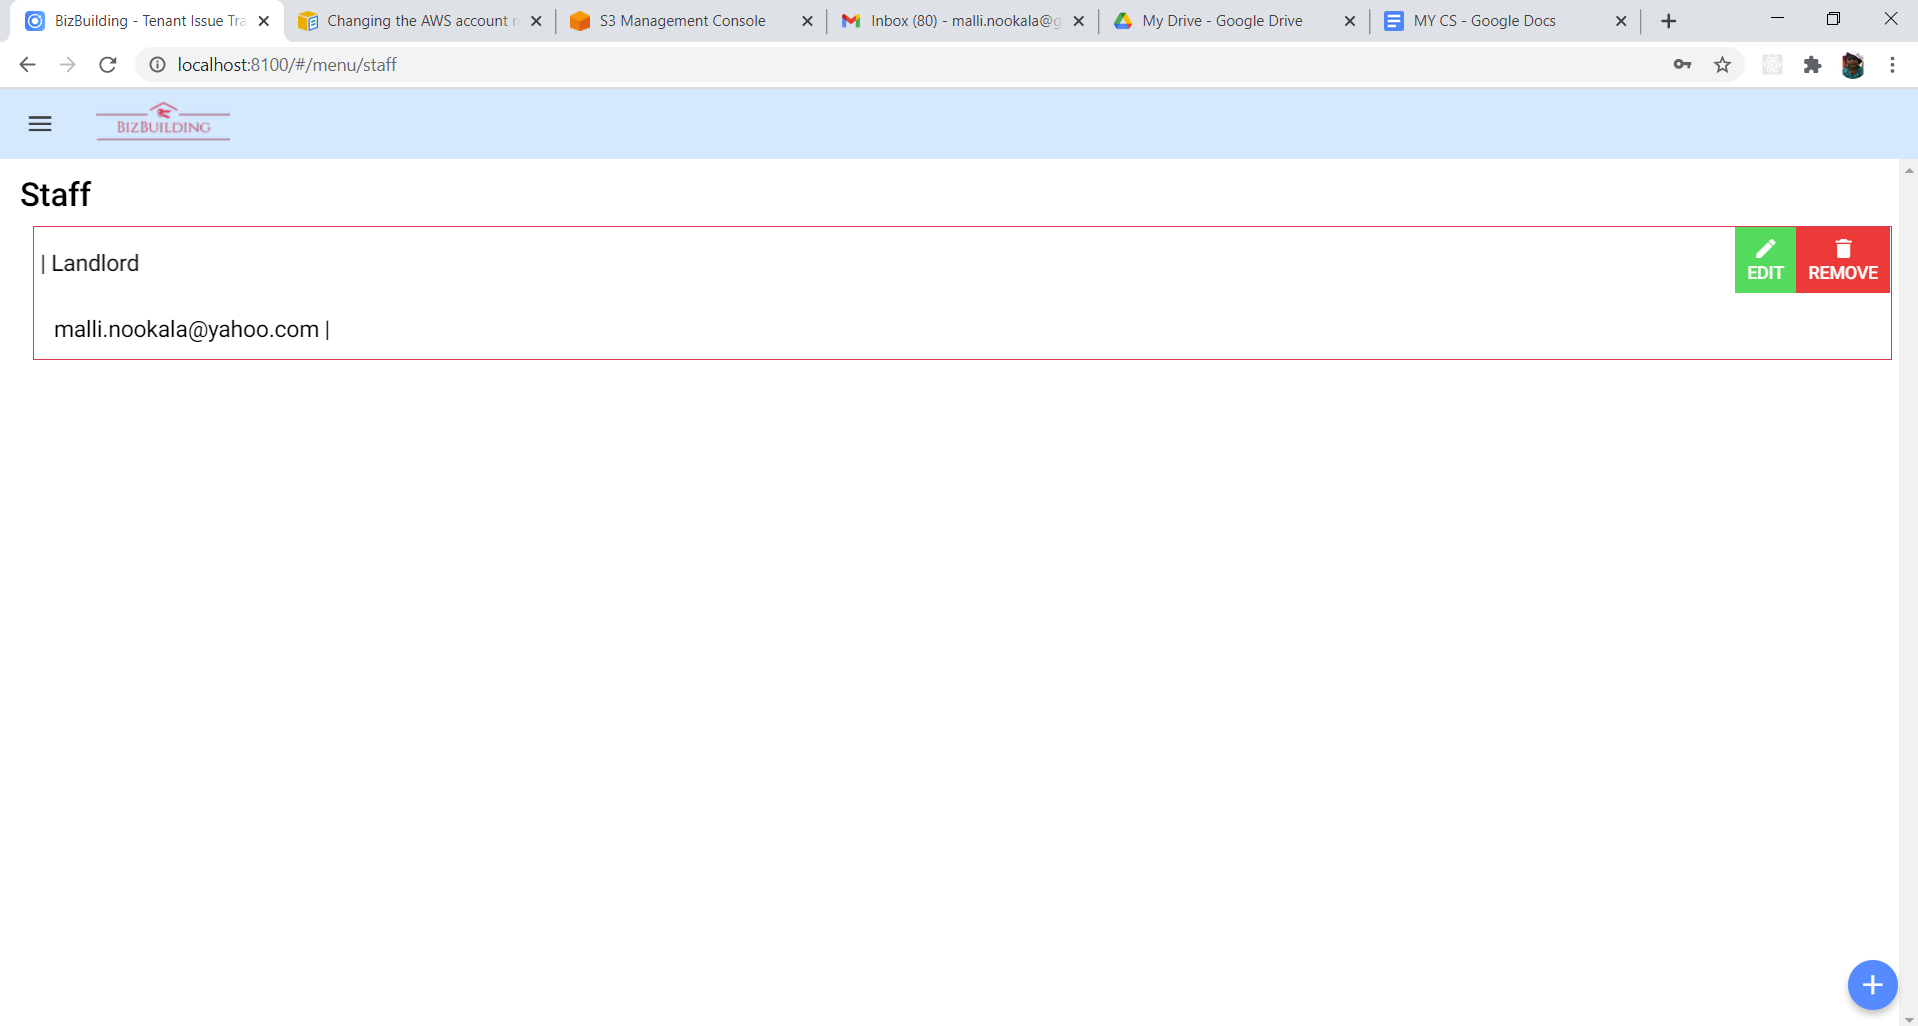 BizBuilding - Tenant Issue Tra
Changing the AWS account r
S3 Management Console
Inbox (80) - malli.nookala@g
My Drive - Google Drive
MY CS - Google Docs
localhost:8100/#/menu/staff
BIZBUILDING
Staff
| Landlord
EDIT
REMOVE
malli.nookala@yahoo.com |